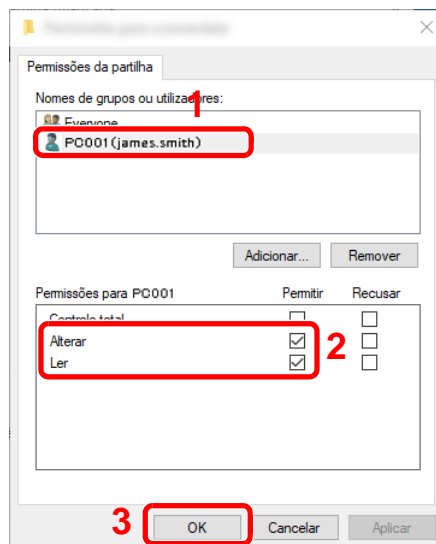 Permissões da partilha
Nomes de grupos ou utilizadores:
1
Everyone
PC001(james.smith)
Adicionar... Remover
Permissões para PC001 Permitir Recusar
Controlo total
Alterar
Ler
2
3 OK Cancelar Aplicar